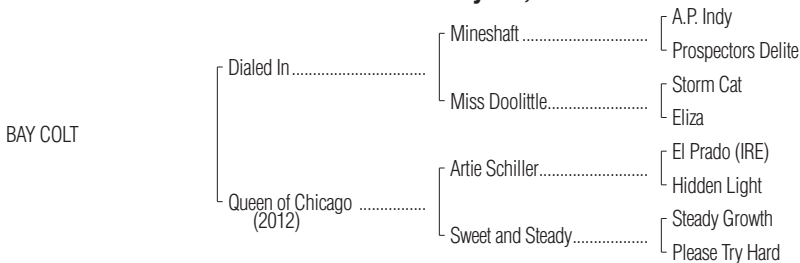 A.P. Indy
Mineshaft ..............................
Prospectors Delite
Dialed In................................
Storm Cat
Miss Doolittle........................
Eliza
BAY COLT
El Prado (IRE)
Artie Schiller..........................
Hidden Light
Queen of Chicago ................
(2012)
Steady Growth
Sweet and Steady..................
Please Try Hard